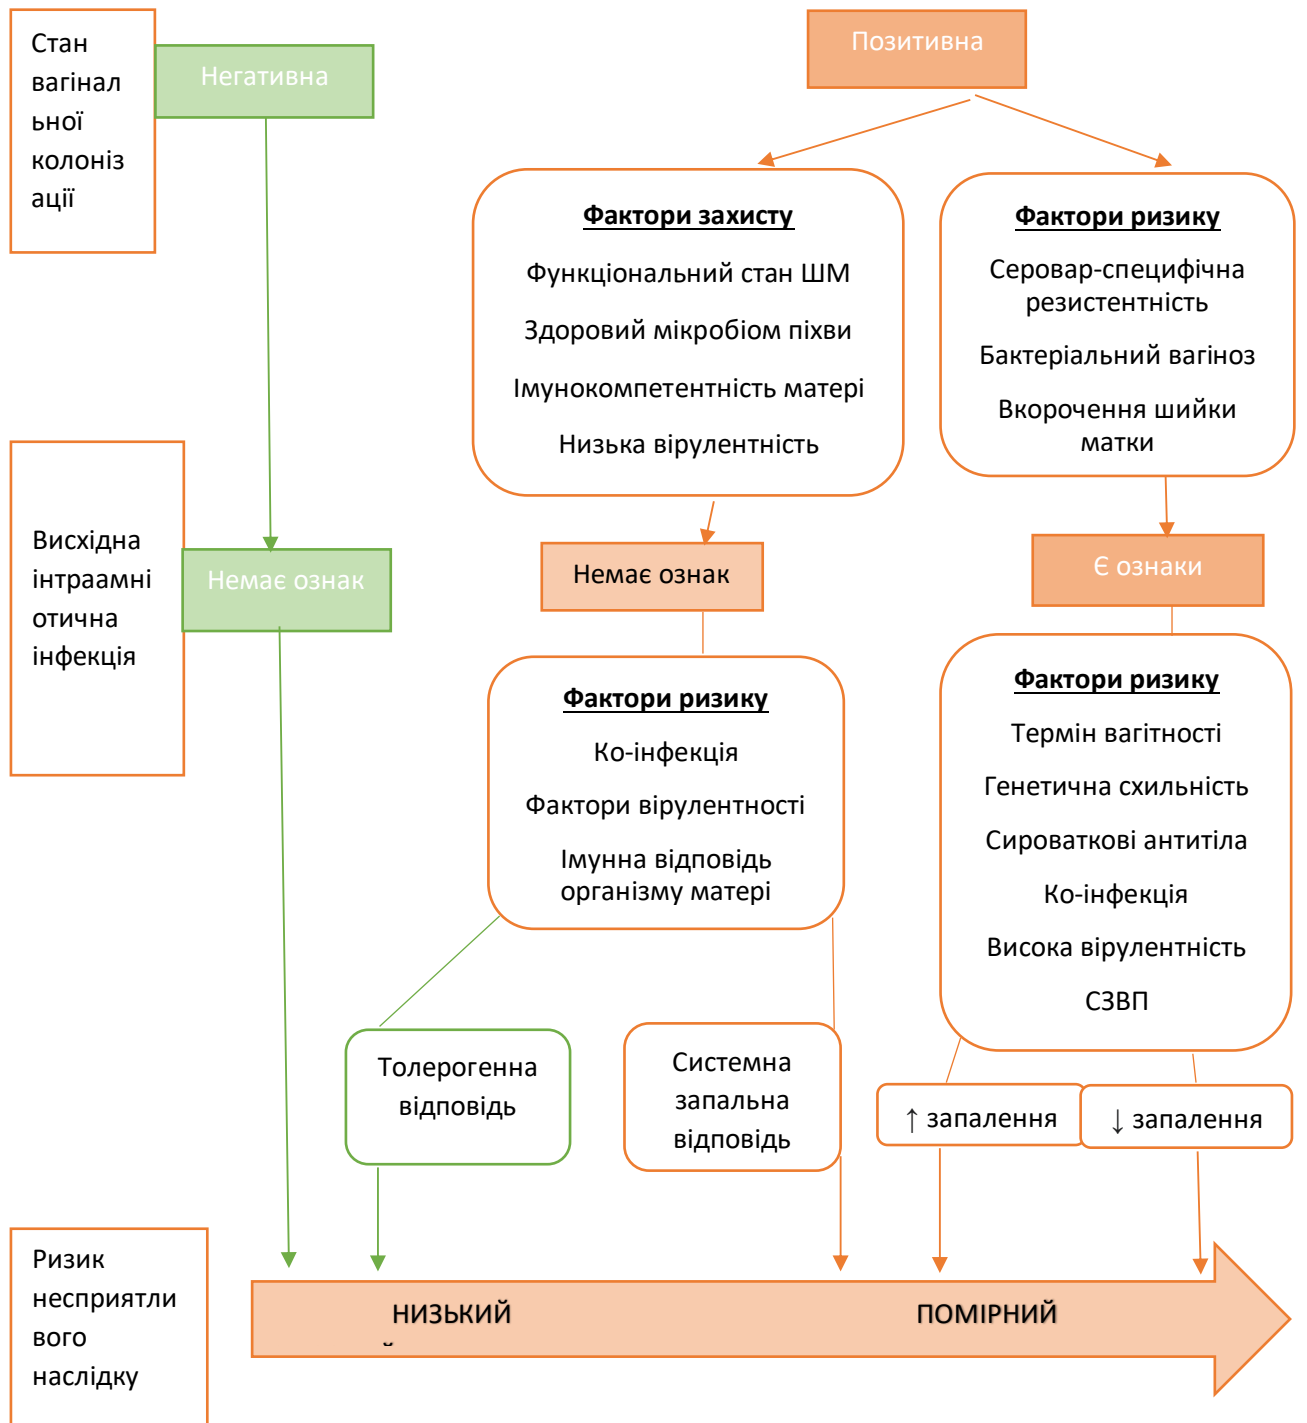 Стан
вагінал
ьної
колоніз
ації
Негативна
Позитивна
Фактори захисту
Функціональний стан ШМ
Здоровий мікробіом піхви
Імунокомпетентність матері
Низька вірулентність
Фактори ризику
Серовар-специфічна
резистентність
Бактеріальний вагіноз
Вкорочення шийки
матки
Висхідна
інтраамні
отична
інфекція
Немає ознак
Немає ознак
Є ознаки
Фактори ризику
Ко-інфекція
Фактори вірулентності
Імунна відповідь
організму матері
Фактори ризику
Термін вагітності
Генетична схильність
Сироваткові антитіла
Ко-інфекція
Висока вірулентність
СЗВП
Толерогенна
відповідь
Системна
запальна
відповідь
↑ запалення
↓ запалення
Ризик
несприятли
вого
наслідку
НИЗЬКИЙ
ПОМІРНИЙ